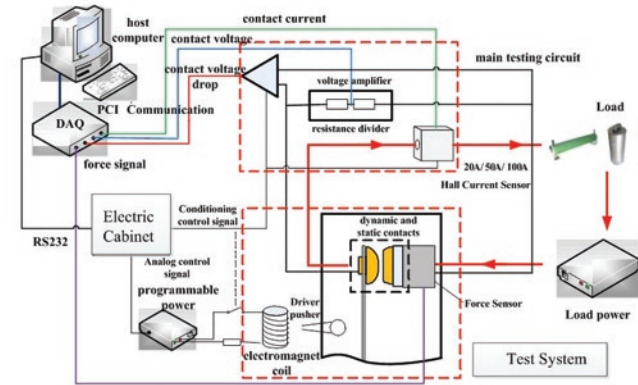 host
computer
contact current
contact voltage
contact voltage
drop
main testing circuit
voltage amplifier
resistance divider
PCI Communication
DAQ
force signal
Load
20A/ 50A/ 100A
Hall Current Sensor
Electric
Cabinet
Conditioning
control signal
dynamic and
static contacts
RS232
Analog control
signal
programmable
power
Driver
pusher
electromagnet
coil
Force Sensor
Load power
Test System